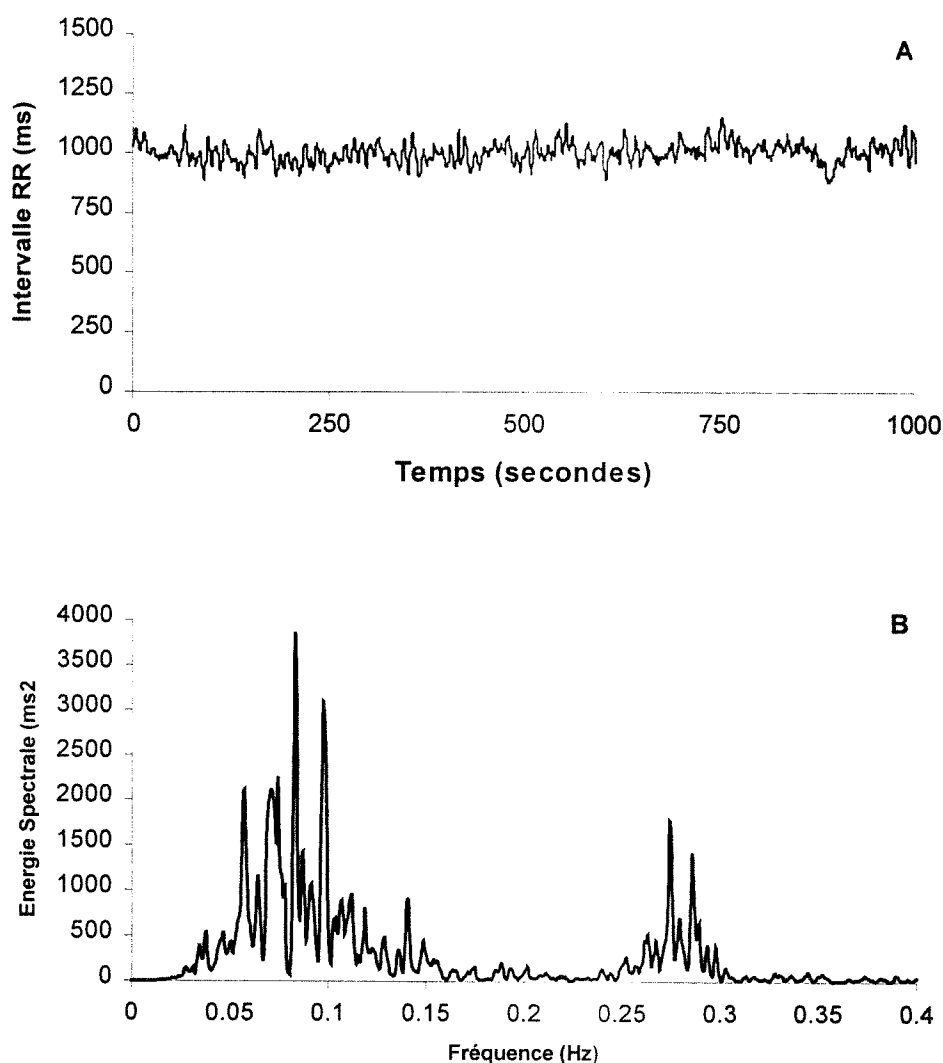 A
1500
1250
1000
750
500
250
0
Intervalle RR (ms)
0 250 500 750 1000
Temps (secondes)
B
4000
3500
3000
2500
2000
1500
1000
500
0
Energie Spectrale (ms2
0 0.05 0.1 0.15 0.2 0.25 0.3 0.35 0.4
Fréquence (Hz)